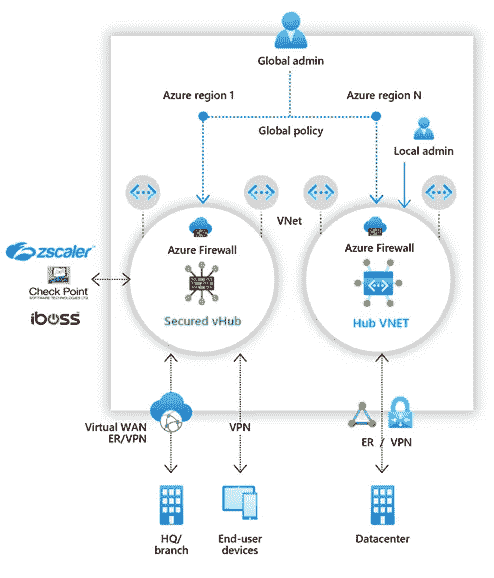 Global admin
Azure region 1
Azure region N
Global policy
Local admin
VNet
Azure Firewall
Azure Firewall
zscaler™
Check Point
SOFTWARE TECHNOLOGIES LTD
iboss
Secured vHub
Hub VNET
Virtual WAN
ER/VPN
VPN
ER / VPN
HQ/
branch
End-user
devices
Datacenter